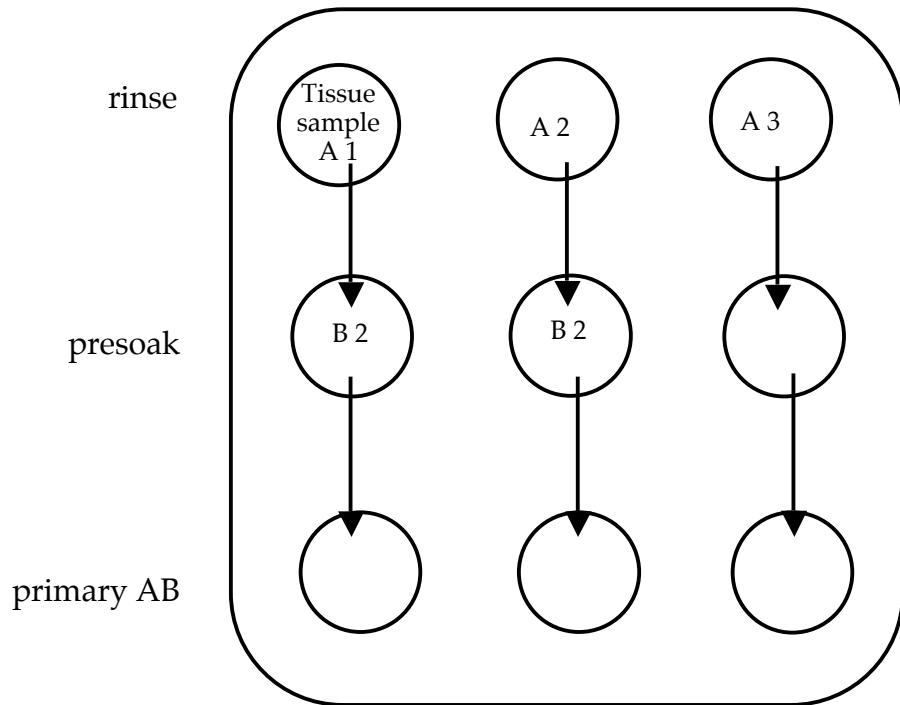 rinse
Tissue
sample
A 1
A 2
A 3
presoak
B 2
B 2
primary AB